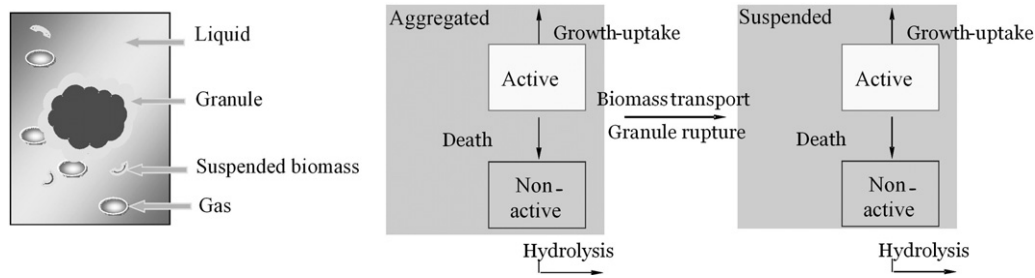 Liquid
Granule
Suspended biomass
Gas
Aggregated
Growth-uptake
Active
Death
Non-
active
Hydrolysis
Biomass transport
Granule rupture
Suspended
Growth-uptake
Active
Death
Non-
active
Hydrolysis